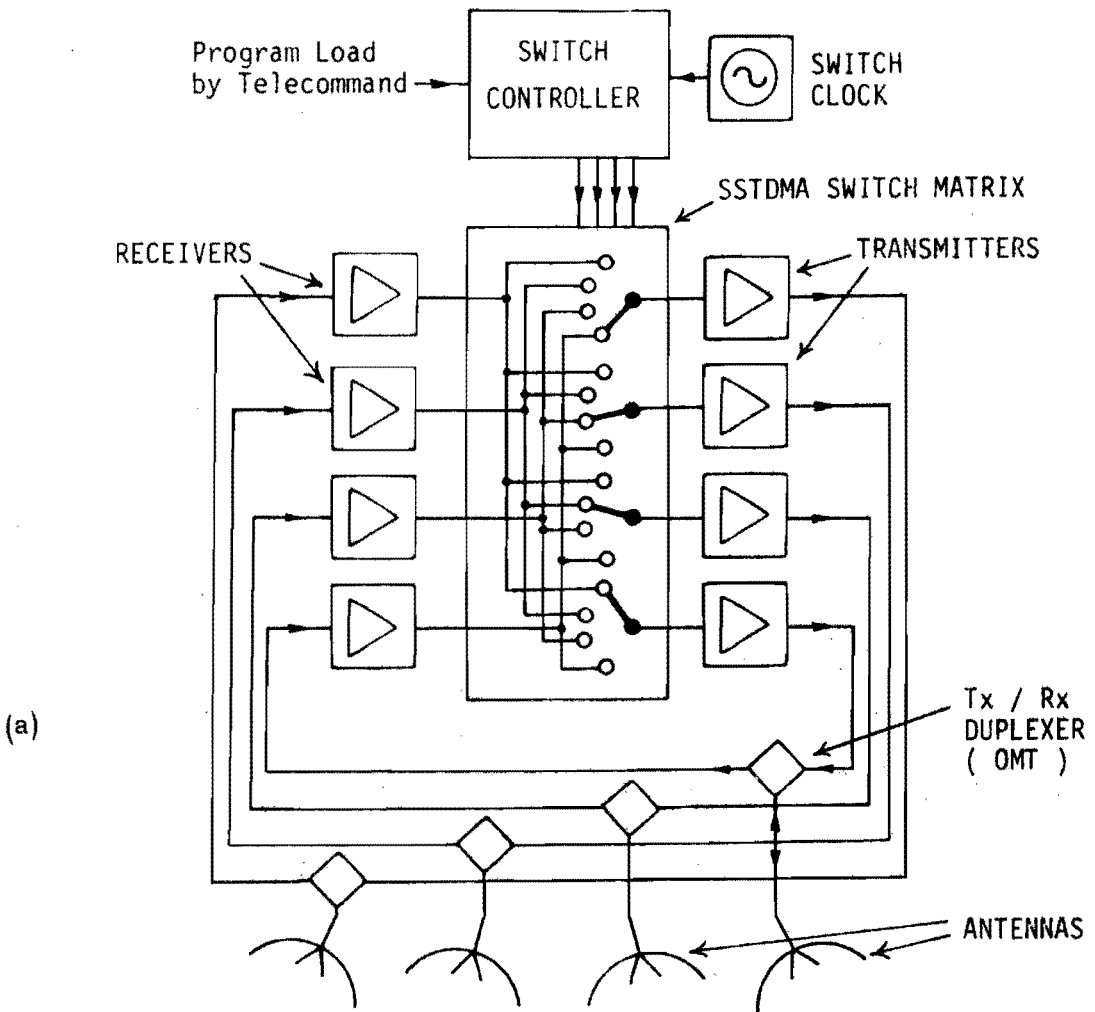 Program Load
by Telecommand
SWITCH
CONTROLLER
SWITCH
CLOCK
SSTDMA SWITCH MATRIX
RECEIVERS
TRANSMITTERS
(a)
Tx / Rx
DUPLEXER
( OMT )
ANTENNAS